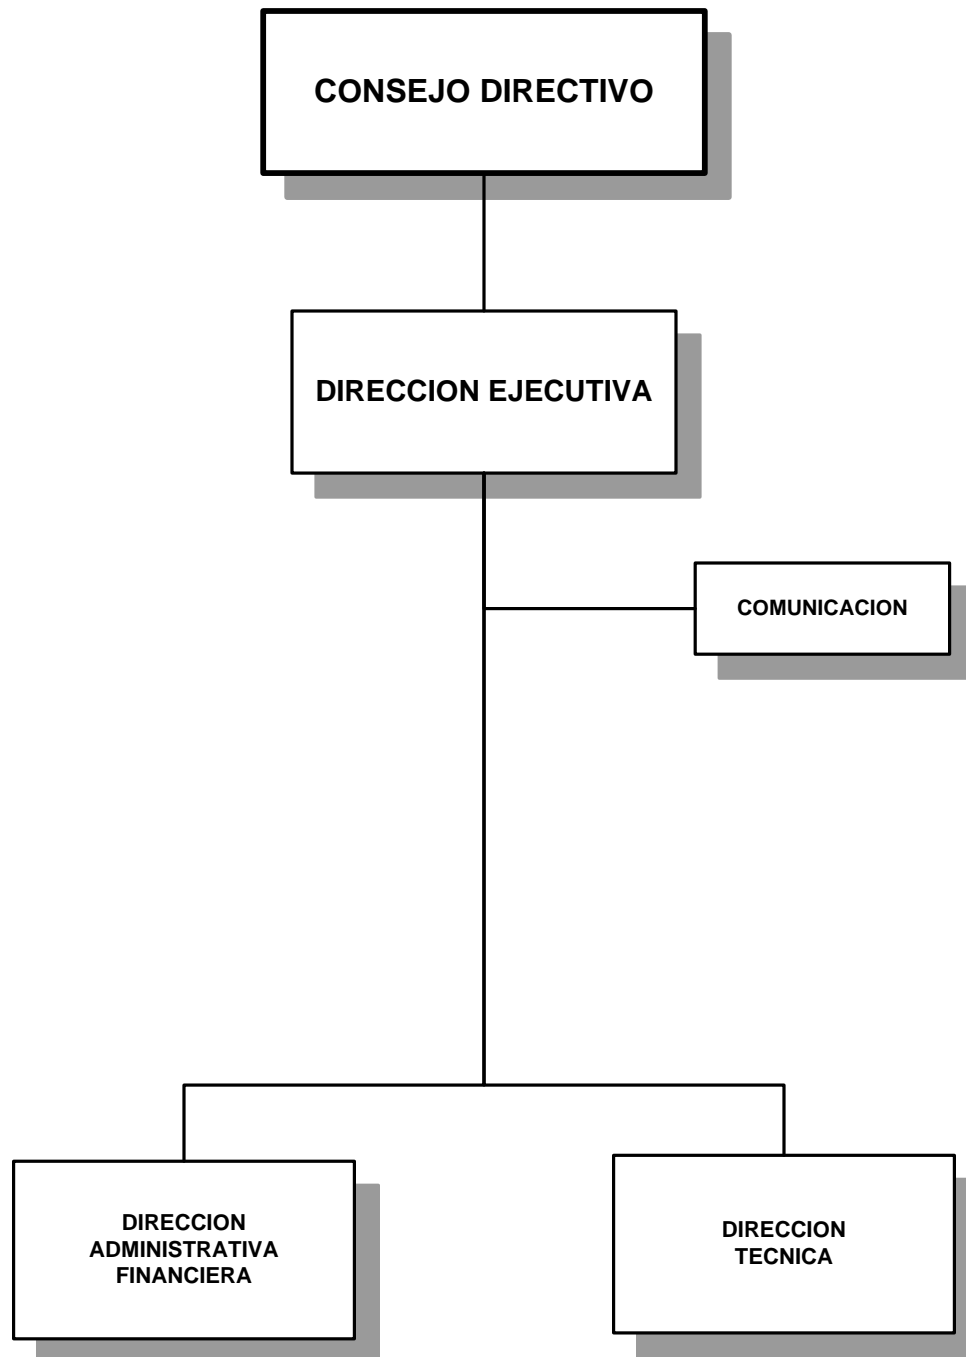 CONSEJO DIRECTIVO
DIRECCION EJECUTIVA
COMUNICACION
DIRECCION
ADMINISTRATIVA
FINANCIERA
DIRECCION
TECNICA